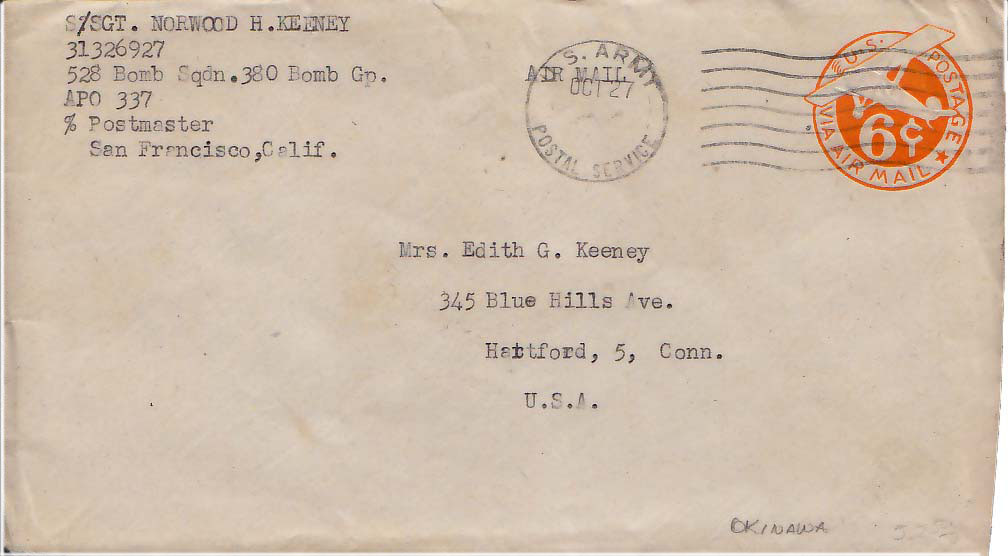 S/SGT. NORWOOD H.KEENEY
31326927
528 Bomb Sqdn.380 Bomb Gp.
APO 337
% Postmaster
San Francisco,Calif.
AIR MAIL
S. ARMY
OCT 27
POSTAL SERVICE
U.S. POSTAGE
6¢
VIA AIR MAIL
Mrs. Edith G. Keeney
345 Blue Hills Ave.
Hartford, 5, Conn.
U.S.A.
OKINAWA